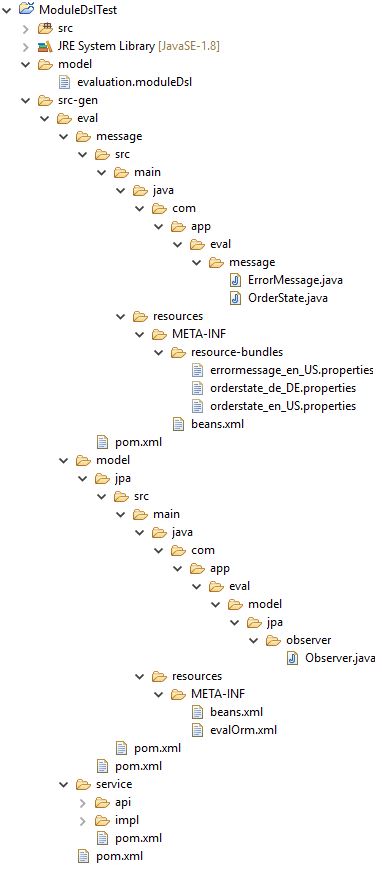 ModuleDslTest
src
JRE System Library [JavaSE-1.8]
model
evaluation.moduleDsl
src-gen
eval
message
src
main
java
com
app
eval
message
ErrorMessage.java
OrderState.java
resources
META-INF
resource-bundles
errormessage_en_US.properties
orderstate_de_DE.properties
orderstate_en_US.properties
beans.xml
pom.xml
model
jpa
src
main
java
com
app
eval
model
jpa
observer
Observer.java
resources
META-INF
beans.xml
evalOrm.xml
pom.xml
pom.xml
service
api
impl
pom.xml
pom.xml